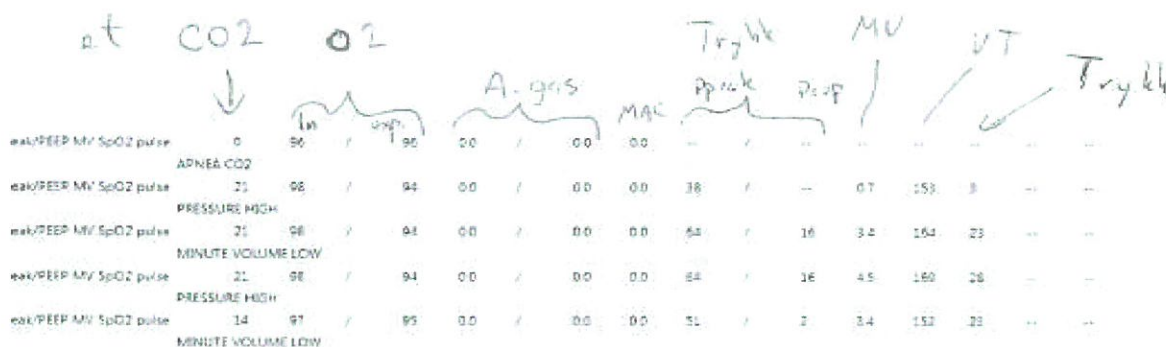 et CO2 O2 Trykk MV VT Trykk
In exp. A-gas MAC Ppeak Peep
eak/PEEP MV SpO2 pulse 0 96 / 96 0.0 / 0.0 0.0 -- / -- -- -- -- -- --
APNEA CO2
eak/PEEP MV SpO2 pulse 21 98 / 94 0.0 / 0.0 0.0 38 / -- 0.7 153 -- --
PRESSURE HIGH
eak/PEEP MV SpO2 pulse 21 98 / 94 0.0 / 0.0 0.0 64 / 16 3.4 164 23 -- --
MINUTE VOLUME LOW
eak/PEEP MV SpO2 pulse 21 98 / 94 0.0 / 0.0 0.0 64 / 16 4.5 169 28 -- --
PRESSURE HIGH
eak/PEEP MV SpO2 pulse 14 97 / 95 0.0 / 0.0 0.0 51 / 2 3.4 152 23 -- --
MINUTE VOLUME LOW